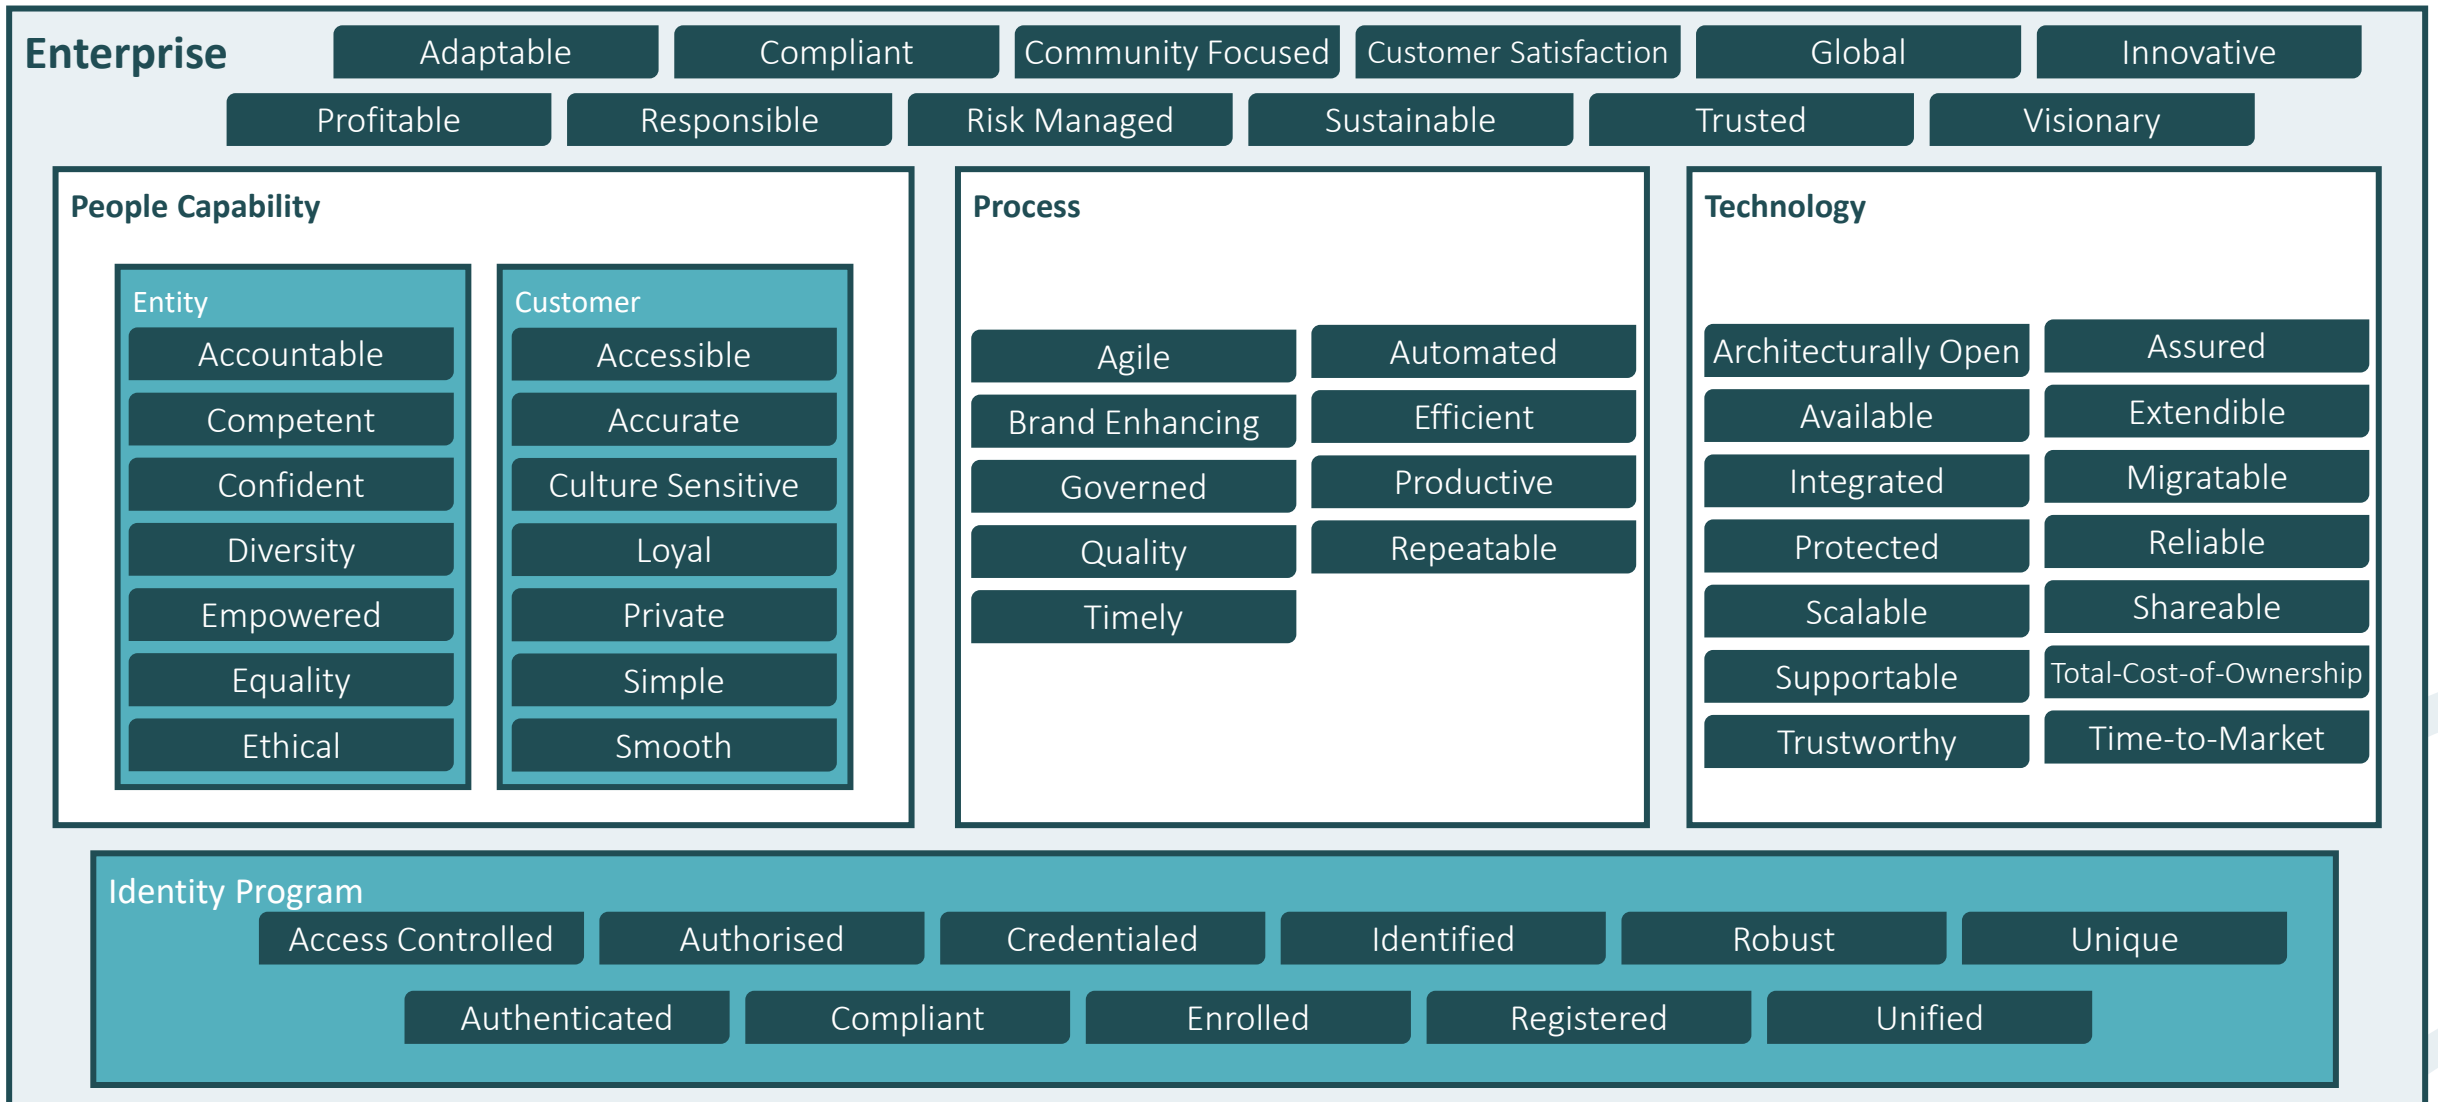 Enterprise
Adaptable
Compliant
Community Focused
Customer Satisfaction
Global
Innovative
Profitable
Responsible
Risk Managed
Sustainable
Trusted
Visionary
People Capability
Entity
Accountable
Competent
Confident
Diversity
Empowered
Equality
Ethical
Customer
Accessible
Accurate
Culture Sensitive
Loyal
Private
Simple
Smooth
Process
Agile
Brand Enhancing
Governed
Quality
Timely
Automated
Efficient
Productive
Repeatable
Technology
Architecturally Open
Available
Integrated
Protected
Scalable
Supportable
Trustworthy
Assured
Extendible
Migratable
Reliable
Shareable
Total-Cost-of-Ownership
Time-to-Market
Identity Program
Access Controlled
Authorised
Credentialed
Identified
Robust
Unique
Authenticated
Compliant
Enrolled
Registered
Unified